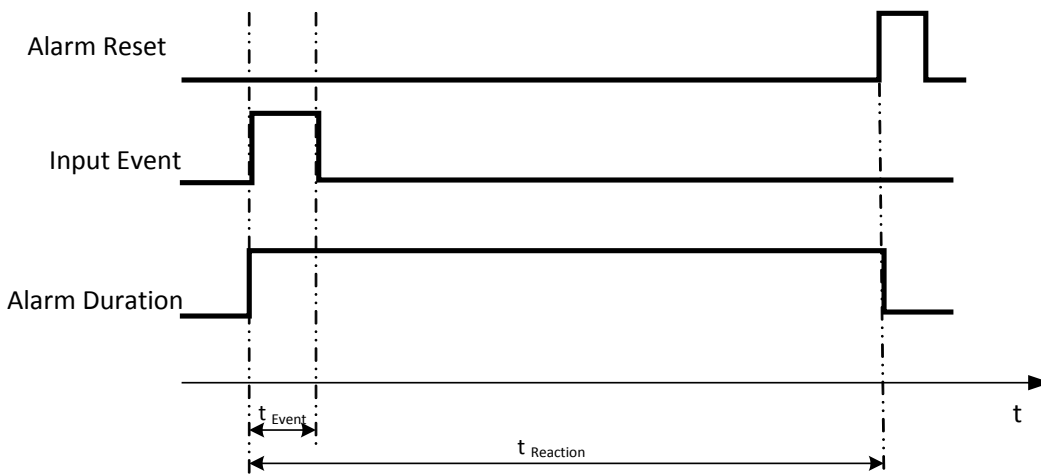 Alarm Reset
Input Event
Alarm Duration
t
t Event
t Reaction